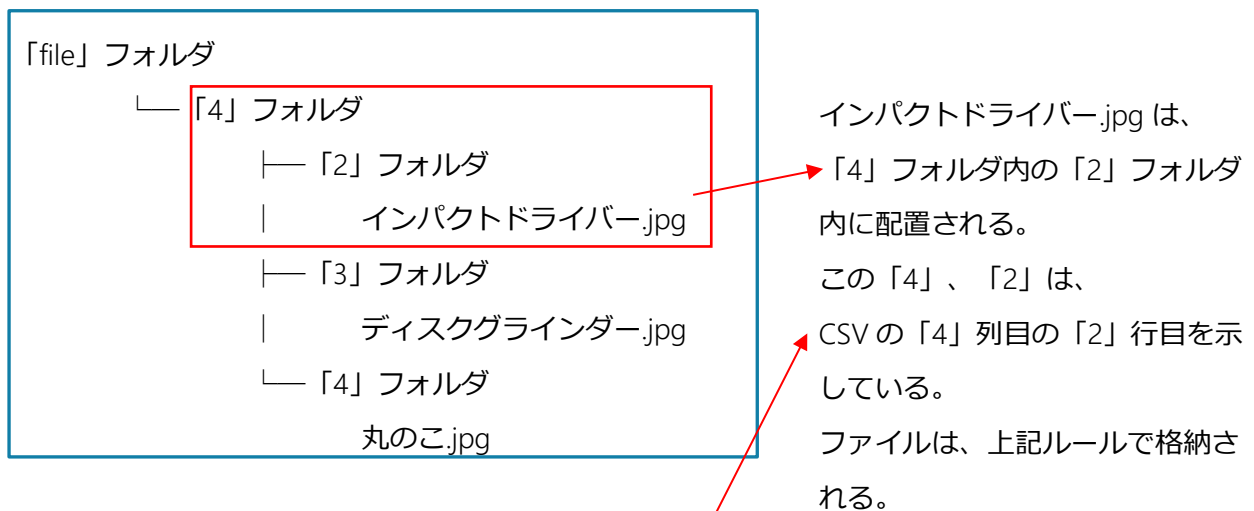 「file」フォルダ
└── 「4」フォルダ
├── 「2」フォルダ
│ インパクトドライバー.jpg
├── 「3」フォルダ
│ ディスクグラインダー.jpg
└── 「4」フォルダ
丸のこ.jpg
インパクトドライバー.jpg は、
「4」フォルダ内の「2」フォルダ
内に配置される。
この「4」、「2」は、
CSV の「4」列目の「2」行目を示
している。
ファイルは、上記ルールで格納さ
れる。